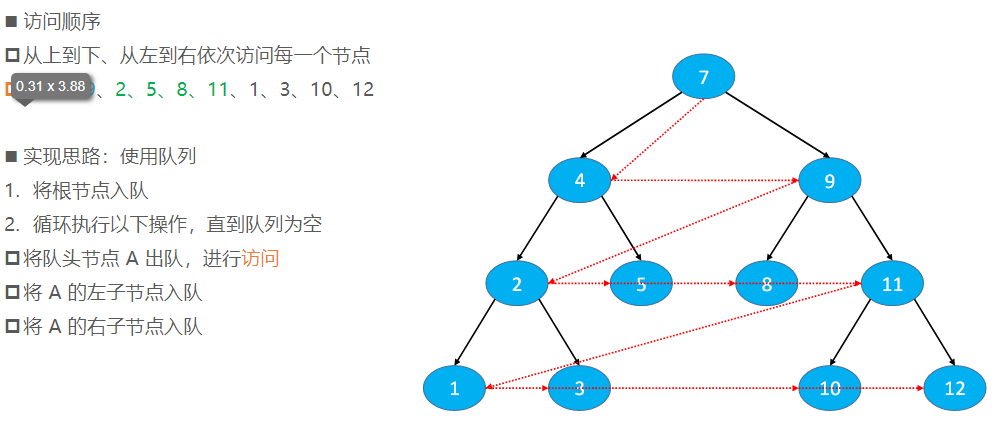 ■ 访问顺序
从上到下、从左到右依次访问每一个节点
0.31 x 3.88
9、2、5、8、11、1、3、10、12
■ 实现思路：使用队列
1. 将根节点入队
2. 循环执行以下操作，直到队列为空
将队头节点 A 出队，进行访问
将 A 的左子节点入队
将 A 的右子节点入队
7
4
9
2
5
8
11
1
3
10
12